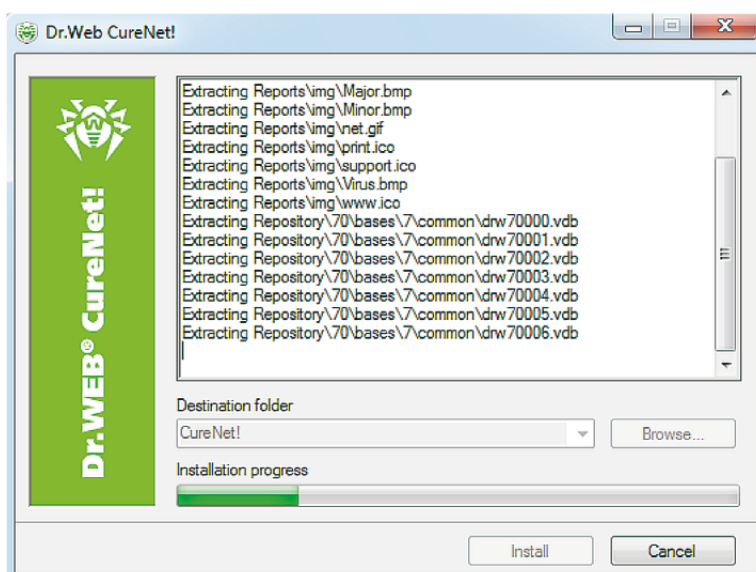 Dr.Web CureNet!
Dr.WEB® CureNet!
Extracting Reports\img\Major.bmp
Extracting Reports\img\Minor.bmp
Extracting Reports\img\net.gif
Extracting Reports\img\print.ico
Extracting Reports\img\support.ico
Extracting Reports\img\Virus.bmp
Extracting Reports\img\www.ico
Extracting Repository\70\bases\7\common\drw70000.vdb
Extracting Repository\70\bases\7\common\drw70001.vdb
Extracting Repository\70\bases\7\common\drw70002.vdb
Extracting Repository\70\bases\7\common\drw70003.vdb
Extracting Repository\70\bases\7\common\drw70004.vdb
Extracting Repository\70\bases\7\common\drw70005.vdb
Extracting Repository\70\bases\7\common\drw70006.vdb
Destination folder
CureNet!
Browse...
Installation progress
Install
Cancel